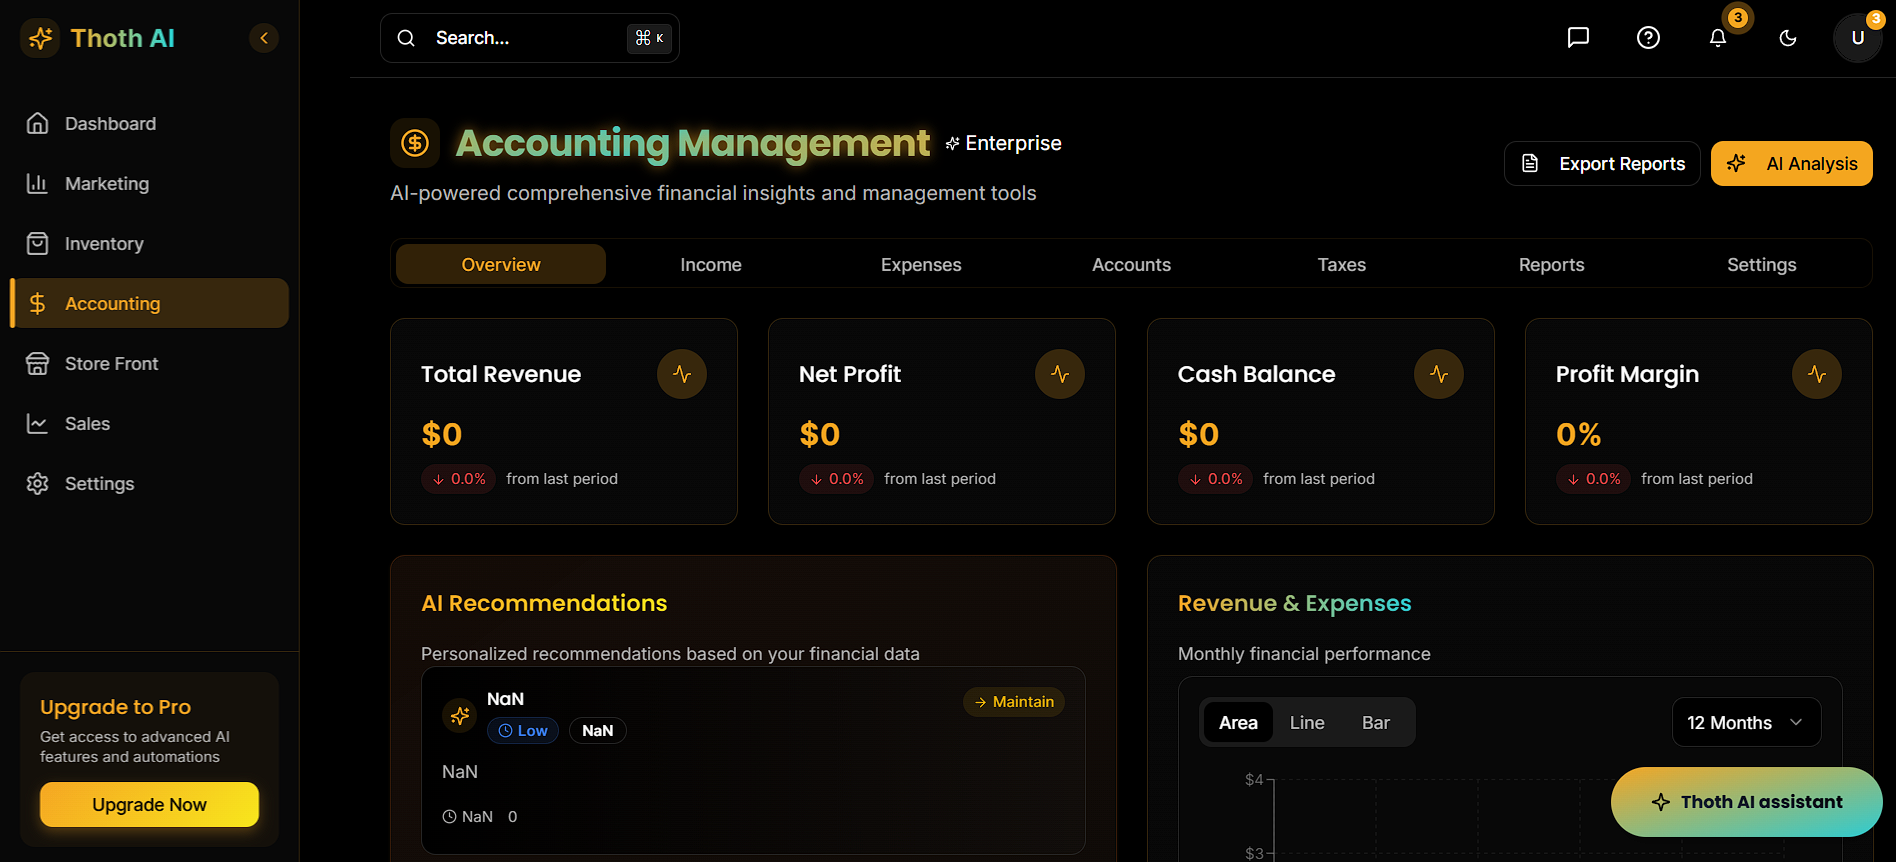 Thoth AI
Search...
⌘ K
3
3
U
Dashboard
Marketing
Inventory
Accounting
Store Front
Sales
Settings
Upgrade to Pro
Get access to advanced AI
features and automations
Upgrade Now
Accounting Management
Enterprise
AI-powered comprehensive financial insights and management tools
Export Reports
AI Analysis
Overview
Income
Expenses
Accounts
Taxes
Reports
Settings
Total Revenue
$0
↓ 0.0% from last period
Net Profit
$0
↓ 0.0% from last period
Cash Balance
$0
↓ 0.0% from last period
Profit Margin
0%
↓ 0.0% from last period
AI Recommendations
Personalized recommendations based on your financial data
NaN
Low
NaN
→ Maintain
NaN
NaN 0
Revenue & Expenses
Monthly financial performance
Area
Line
Bar
12 Months
$4
$3
Thoth AI assistant